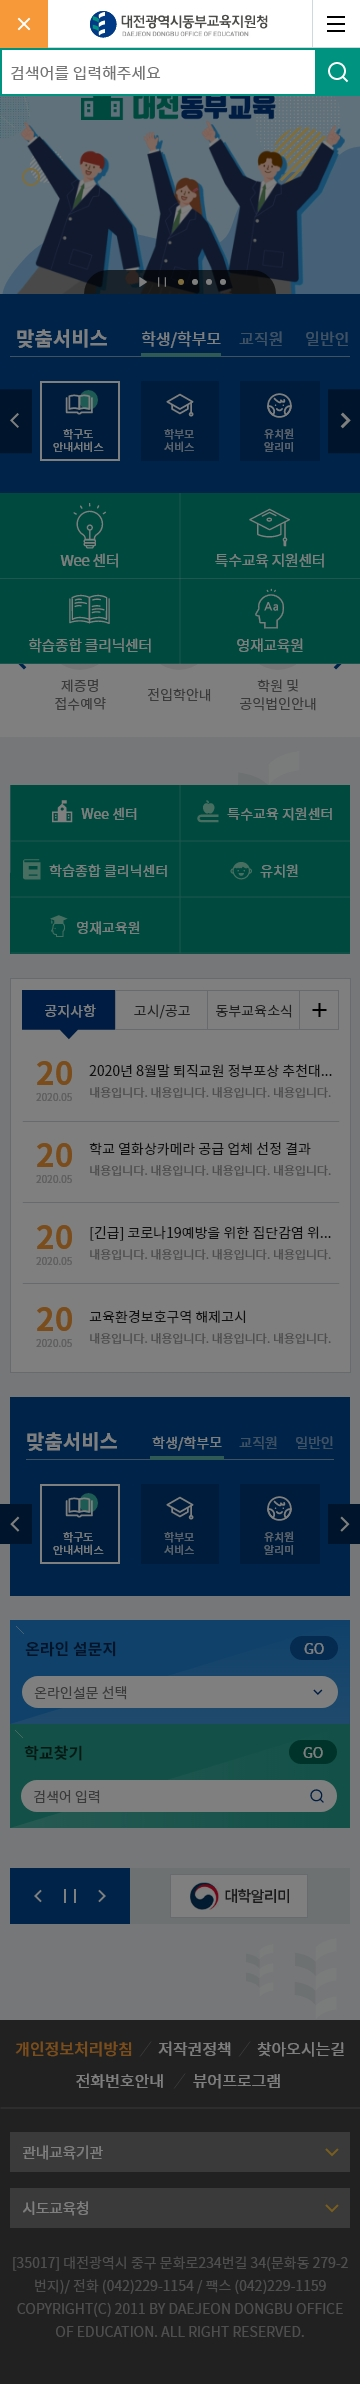 대전광역시동부교육지원청
DAEJEON DONGBU OFFICE OF EDUCATION
검색어를 입력해주세요
대전동부교육
맞춤서비스
학생/학부모
교직원
일반인
학구도
안내서비스
학부모
서비스
유치원
알리미
Wee 센터
특수교육 지원센터
학습종합 클리닉센터
영재교육원
제증명
접수예약
전입학안내
학원 및
공익법인안내
Wee 센터
특수교육 지원센터
학습종합 클리닉센터
유치원
영재교육원
공지사항
고시/공고
동부교육소식
20
2020.05
2020년 8월말 퇴직교원 정부포상 추천대...
내용입니다. 내용입니다. 내용입니다. 내용입니다.
20
2020.05
학교 열화상카메라 공급 업체 선정 결과
내용입니다. 내용입니다. 내용입니다. 내용입니다.
20
2020.05
[긴급] 코로나19예방을 위한 집단감염 위...
내용입니다. 내용입니다. 내용입니다. 내용입니다.
20
2020.05
교육환경보호구역 해제고시
내용입니다. 내용입니다. 내용입니다. 내용입니다.
맞춤서비스
학생/학부모
교직원
일반인
학구도
안내서비스
학부모
서비스
유치원
알리미
온라인 설문지
GO
온라인설문 선택
학교찾기
GO
검색어 입력
대학알리미
개인정보처리방침 / 저작권정책 / 찾아오시는길
전화번호안내 / 뷰어프로그램
관내교육기관
시도교육청
[35017] 대전광역시 중구 문화로234번길 34(문화동 279-2
번지)/ 전화 (042)229-1154 / 팩스 (042)229-1159
COPYRIGHT(C) 2011 BY DAEJEON DONGBU OFFICE
OF EDUCATION. ALL RIGHT RESERVED.